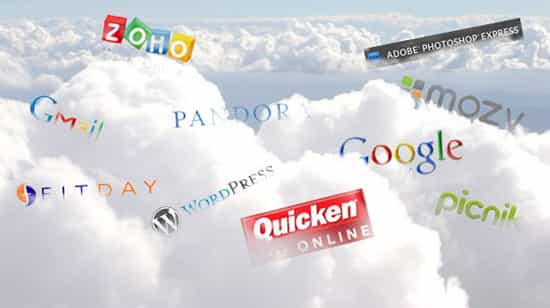 ZOHO
ADOBE® PHOTOSHOP® EXPRESS
mozy
Gmail
PANDORA
Google
FITDAY
WORDPRESS
picnik
Quicken
ONLINE